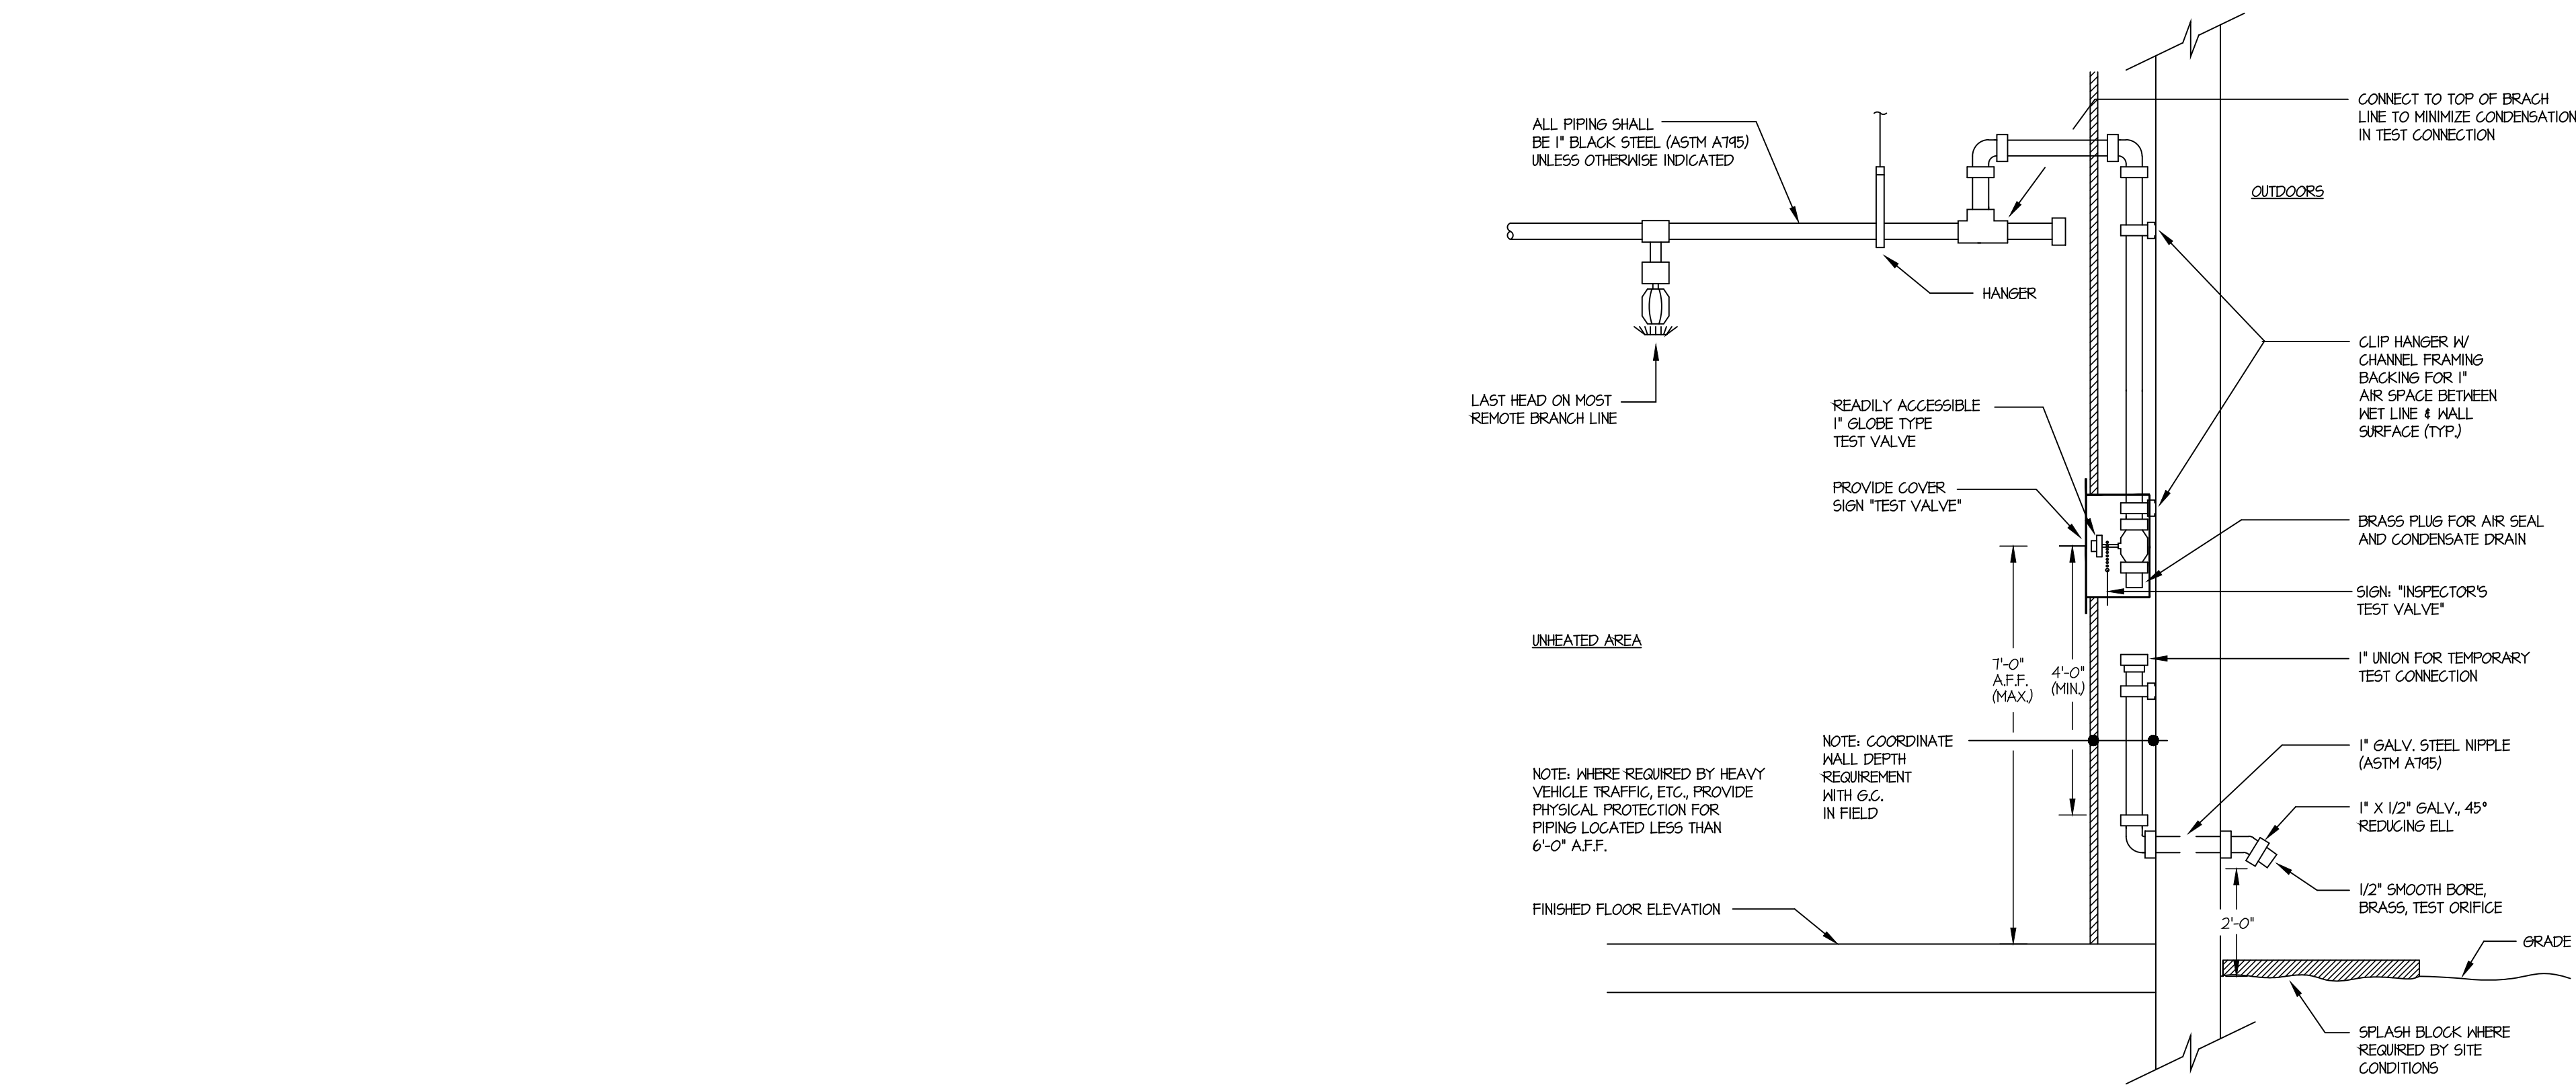 CONNECT TO TOP OF BRACH
LINE TO MINIMIZE CONDENSATION
IN TEST CONNECTION
ALL PIPING SHALL
BE 1" BLACK STEEL (ASTM A795)
UNLESS OTHERWISE INDICATED
OUTDOORS
HANGER
CLIP HANGER W/
CHANNEL FRAMING
BACKING FOR 1"
AIR SPACE BETWEEN
WET LINE & WALL
SURFACE (TYP.)
LAST HEAD ON MOST
REMOTE BRANCH LINE
READILY ACCESSIBLE
1" GLOBE TYPE
TEST VALVE
PROVIDE COVER
SIGN "TEST VALVE"
BRASS PLUG FOR AIR SEAL
AND CONDENSATE DRAIN
SIGN: "INSPECTOR'S
TEST VALVE"
UNHEATED AREA
1" UNION FOR TEMPORARY
TEST CONNECTION
7'-0"
A.F.F.
(MAX.)
4'-0"
(MIN.)
NOTE: COORDINATE
WALL DEPTH
REQUIREMENT
WITH G.C.
IN FIELD
1" GALV. STEEL NIPPLE
(ASTM A795)
NOTE: WHERE REQUIRED BY HEAVY
VEHICLE TRAFFIC, ETC., PROVIDE
PHYSICAL PROTECTION FOR
PIPING LOCATED LESS THAN
6'-0" A.F.F.
1" X 1/2" GALV., 45°
REDUCING ELL
1/2" SMOOTH BORE,
BRASS, TEST ORIFICE
FINISHED FLOOR ELEVATION
2'-0"
GRADE
SPLASH BLOCK WHERE
REQUIRED BY SITE
CONDITIONS